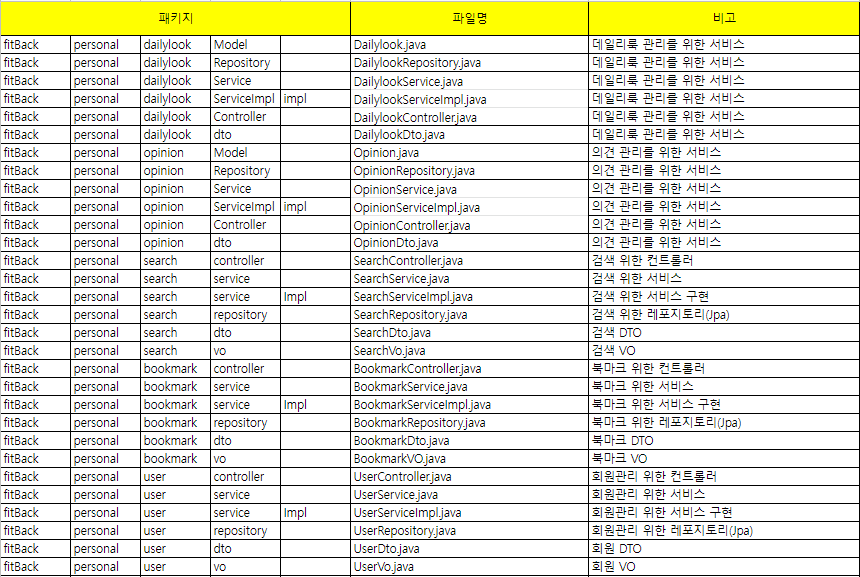 패키지 파일명 비고
fitBack personal dailylook Model Dailylook.java 데일리룩 관리를 위한 서비스
fitBack personal dailylook Repository DailylookRepository.java 데일리룩 관리를 위한 서비스
fitBack personal dailylook Service DailylookService.java 데일리룩 관리를 위한 서비스
fitBack personal dailylook ServiceImpl impl DailylookServiceImpl.java 데일리룩 관리를 위한 서비스
fitBack personal dailylook Controller DailylookController.java 데일리룩 관리를 위한 서비스
fitBack personal dailylook dto DailylookDto.java 데일리룩 관리를 위한 서비스
fitBack personal opinion Model Opinion.java 의견 관리를 위한 서비스
fitBack personal opinion Repository OpinionRepository.java 의견 관리를 위한 서비스
fitBack personal opinion Service OpinionService.java 의견 관리를 위한 서비스
fitBack personal opinion ServiceImpl impl OpinionServiceImpl.java 의견 관리를 위한 서비스
fitBack personal opinion Controller OpinionController.java 의견 관리를 위한 서비스
fitBack personal opinion dto OpinionDto.java 의견 관리를 위한 서비스
fitBack personal search controller SearchController.java 검색 위한 컨트롤러
fitBack personal search service SearchService.java 검색 위한 서비스
fitBack personal search service Impl SearchServiceImpl.java 검색 위한 서비스 구현
fitBack personal search repository SearchRepository.java 검색 위한 레포지토리(Jpa)
fitBack personal search dto SearchDto.java 검색 DTO
fitBack personal search vo SearchVo.java 검색 VO
fitBack personal bookmark controller BookmarkController.java 북마크 위한 컨트롤러
fitBack personal bookmark service BookmarkService.java 북마크 위한 서비스
fitBack personal bookmark service Impl BookmarkServiceImpl.java 북마크 위한 서비스 구현
fitBack personal bookmark repository BookmarkRepository.java 북마크 위한 레포지토리(Jpa)
fitBack personal bookmark dto BookmarkDto.java 북마크 DTO
fitBack personal bookmark vo BookmarkVO.java 북마크 VO
fitBack personal user controller UserController.java 회원관리 위한 컨트롤러
fitBack personal user service UserService.java 회원관리 위한 서비스
fitBack personal user service Impl UserServiceImpl.java 회원관리 위한 서비스 구현
fitBack personal user repository UserRepository.java 회원관리 위한 레포지토리(Jpa)
fitBack personal user dto UserDto.java 회원 DTO
fitBack personal user vo UserVo.java 회원 VO